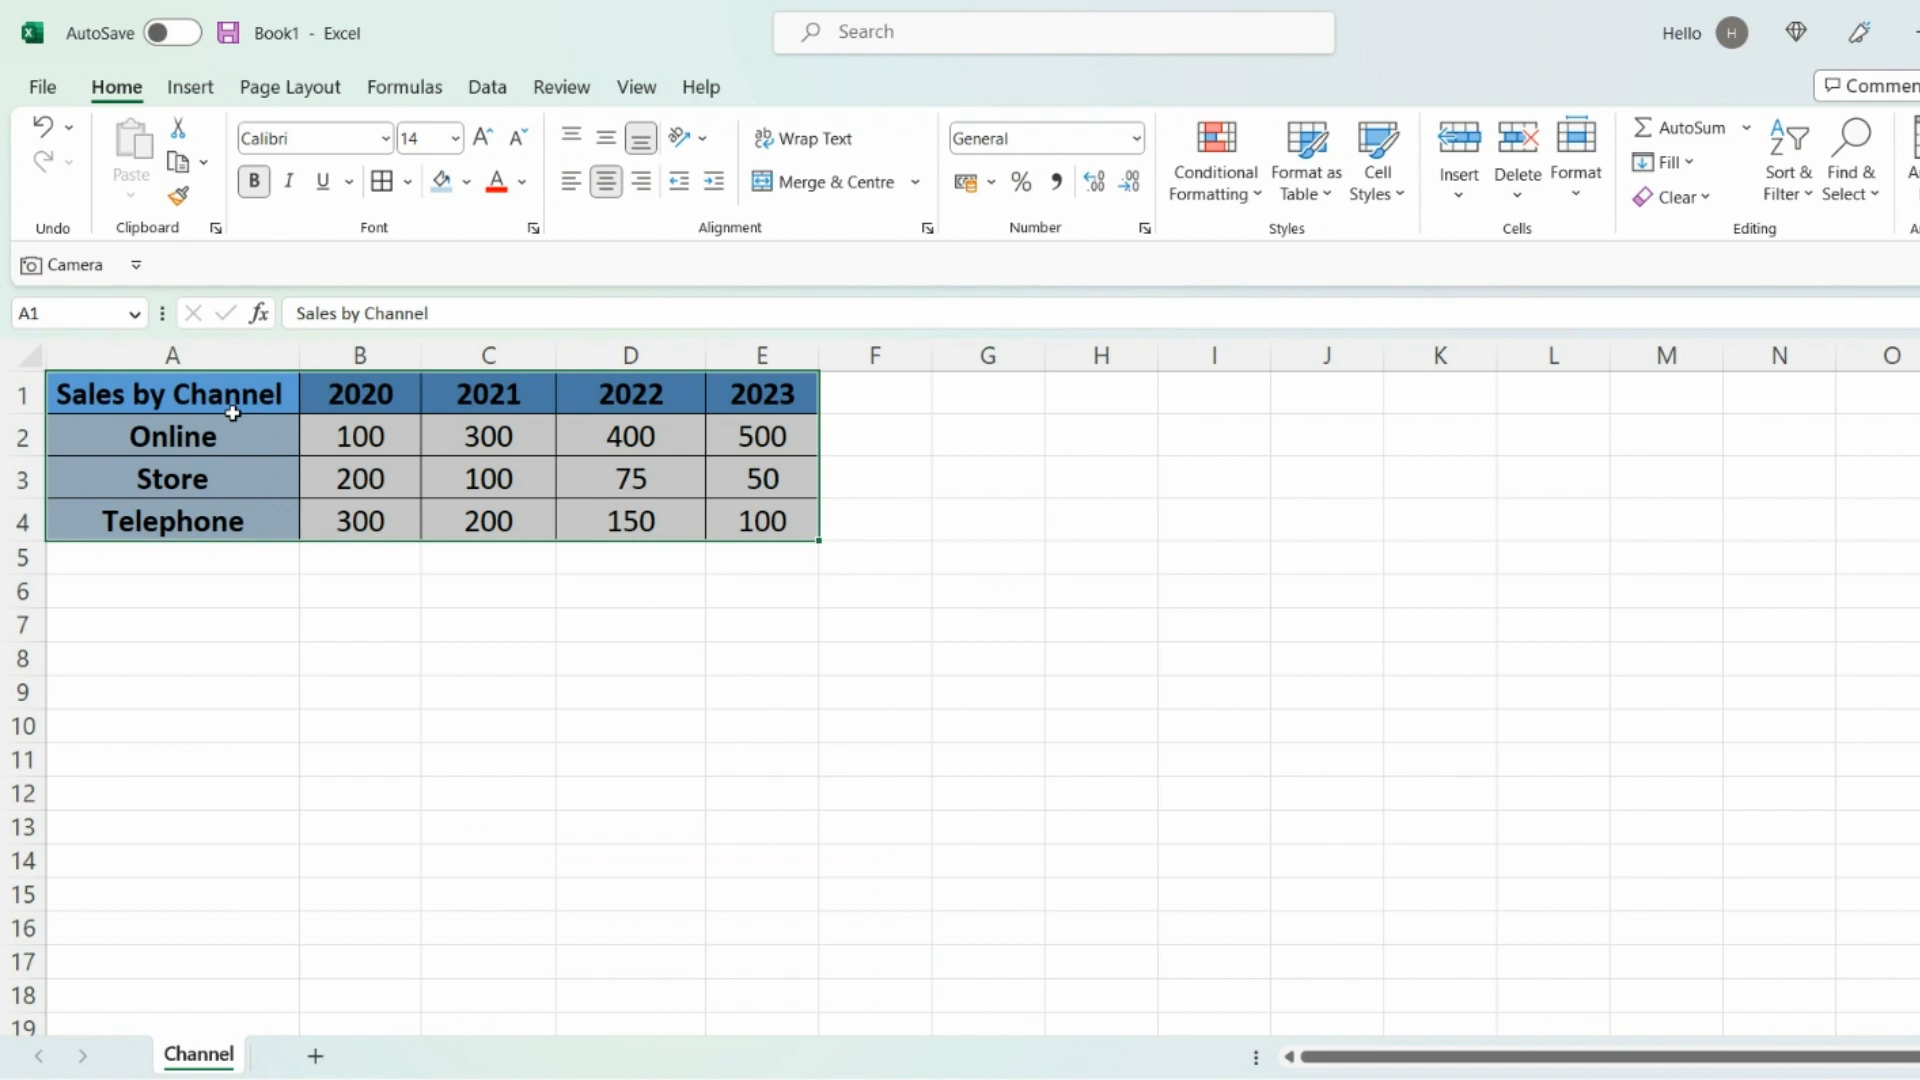 AutoSave Book1 - Excel Search Hello H
File Home Insert Page Layout Formulas Data Review View Help
Calibri 14 Wrap Text General AutoSum
Paste Conditional Formatting Format as Table Cell Styles Insert Delete Format Fill Sort & Filter Find & Select
B I U A Merge & Centre % Clear
Undo Clipboard Font Alignment Number Styles Cells Editing
Camera
A1 fx Sales by Channel
A B C D E F G H I J K L M N O
1 Sales by Channel 2020 2021 2022 2023
2 Online 100 300 400 500
3 Store 200 100 75 50
4 Telephone 300 200 150 100
5
6
7
8
9
10
11
12
13
14
15
16
17
18
19
Channel +